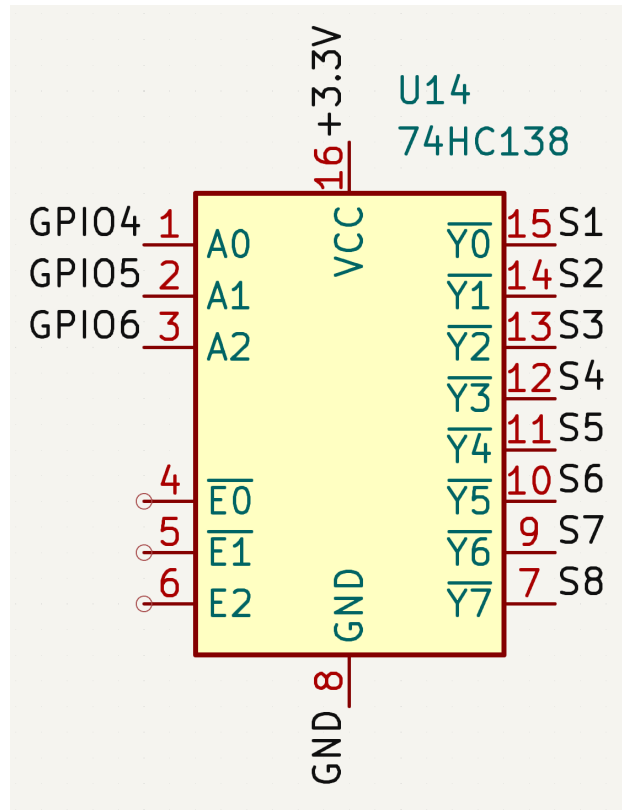 +3.3V
U14
74HC138
16
VCC
GPIO4 1 A0 Y0 15 S1
GPIO5 2 A1 Y1 14 S2
GPIO6 3 A2 Y2 13 S3
Y3 12 S4
Y4 11 S5
4 E0 Y5 10 S6
5 E1 Y6 9 S7
6 E2 Y7 7 S8
GND
8
GND